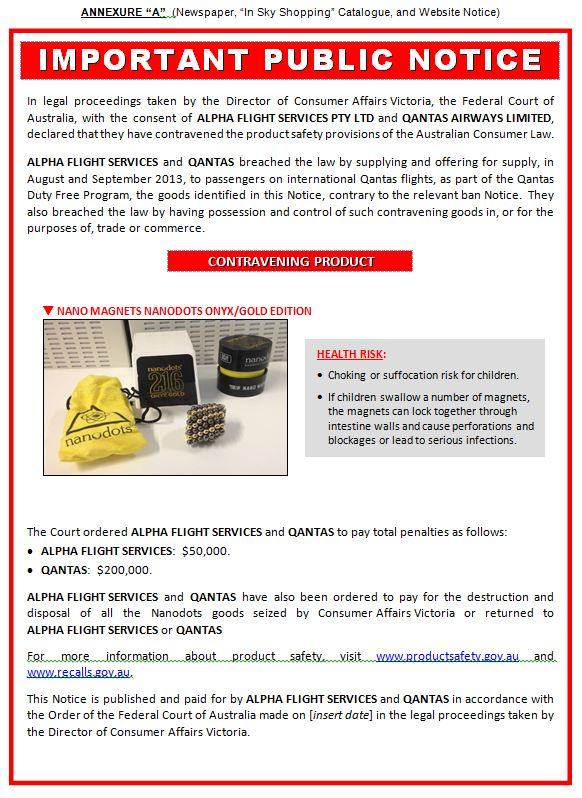 ANNEXURE “A” (Newspaper, “In Sky Shopping” Catalogue, and Website Notice)
IMPORTANT PUBLIC NOTICE
In legal proceedings taken by the Director of Consumer Affairs Victoria, the Federal Court of
Australia, with the consent of ALPHA FLIGHT SERVICES PTY LTD and QANTAS AIRWAYS LIMITED,
declared that they have contravened the product safety provisions of the Australian Consumer Law.
ALPHA FLIGHT SERVICES and QANTAS breached the law by supplying and offering for supply, in
August and September 2013, to passengers on international Qantas flights, as part of the Qantas
Duty Free Program, the goods identified in this Notice, contrary to the relevant ban Notice. They
also breached the law by having possession and control of such contravening goods in, or for the
purposes of, trade or commerce.
CONTRAVENING PRODUCT
▼ NANO MAGNETS NANODOTS ONYX/GOLD EDITION
nanodots
216
ONYX GOLD
nanodots
nanodots
HEALTH RISK:
• Choking or suffocation risk for children.
• If children swallow a number of magnets,
the magnets can lock together through
intestine walls and cause perforations and
blockages or lead to serious infections.
The Court ordered ALPHA FLIGHT SERVICES and QANTAS to pay total penalties as follows:
• ALPHA FLIGHT SERVICES: $50,000.
• QANTAS: $200,000.
ALPHA FLIGHT SERVICES and QANTAS have also been ordered to pay for the destruction and
disposal of all the Nanodots goods seized by Consumer Affairs Victoria or returned to
ALPHA FLIGHT SERVICES or QANTAS
For more information about product safety, visit www.productsafety.gov.au and
www.recalls.gov.au.
This Notice is published and paid for by ALPHA FLIGHT SERVICES and QANTAS in accordance with
the Order of the Federal Court of Australia made on [insert date] in the legal proceedings taken by
the Director of Consumer Affairs Victoria.